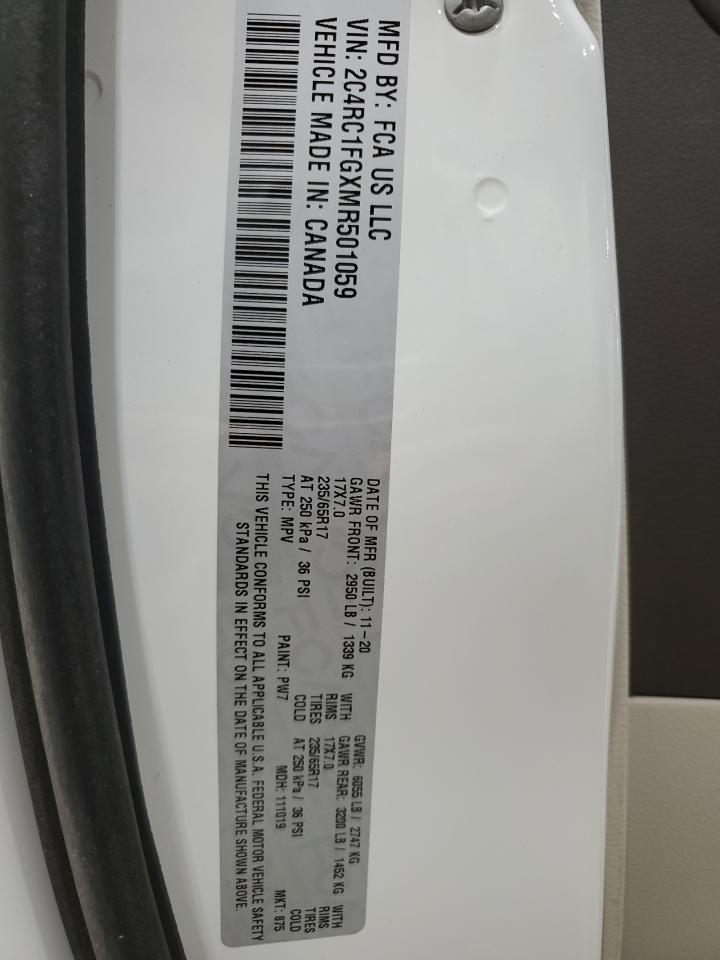 MFD BY: FCA US LLC
VIN: 2C4RC1FGXMR501059
VEHICLE MADE IN: CANADA
DATE OF MFR (BUILT): 11-20 GVWR: 6055 LB / 2747 KG
GAWR FRONT: 2950 LB / 1339 KG WITH GAWR REAR: 3200 LB / 1452 KG WITH
17X7.0 RIMS 17X7.0 RIMS
235/65R17 TIRES 235/65R17 TIRES
AT 250 kPa / 36 PSI COLD AT 250 kPa / 36 PSI COLD
TYPE: MPV PAINT: PW7 MDH: 111019 MKT: 875
THIS VEHICLE CONFORMS TO ALL APPLICABLE U.S.A. FEDERAL MOTOR VEHICLE SAFETY
STANDARDS IN EFFECT ON THE DATE OF MANUFACTURE SHOWN ABOVE.